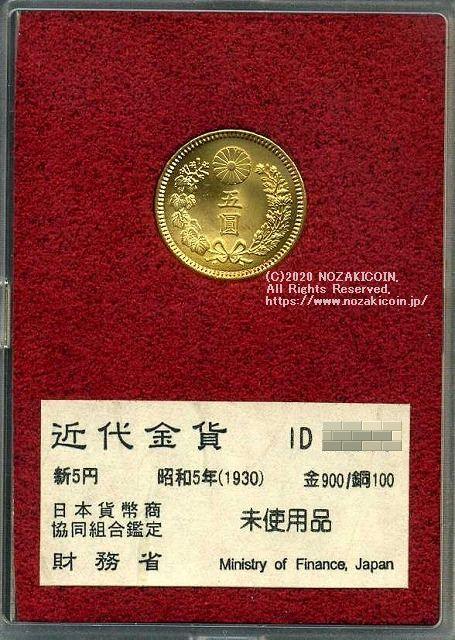 五圓
(C)2020 NOZAKICOIN,
All Rights Reserved.
https://www.nozakicoin.jp/
近代金貨 ID
新5円 昭和5年(1930) 金900/銅100
日本貨幣商
協同組合鑑定 未使用品
財務省 Ministry of Finance, Japan